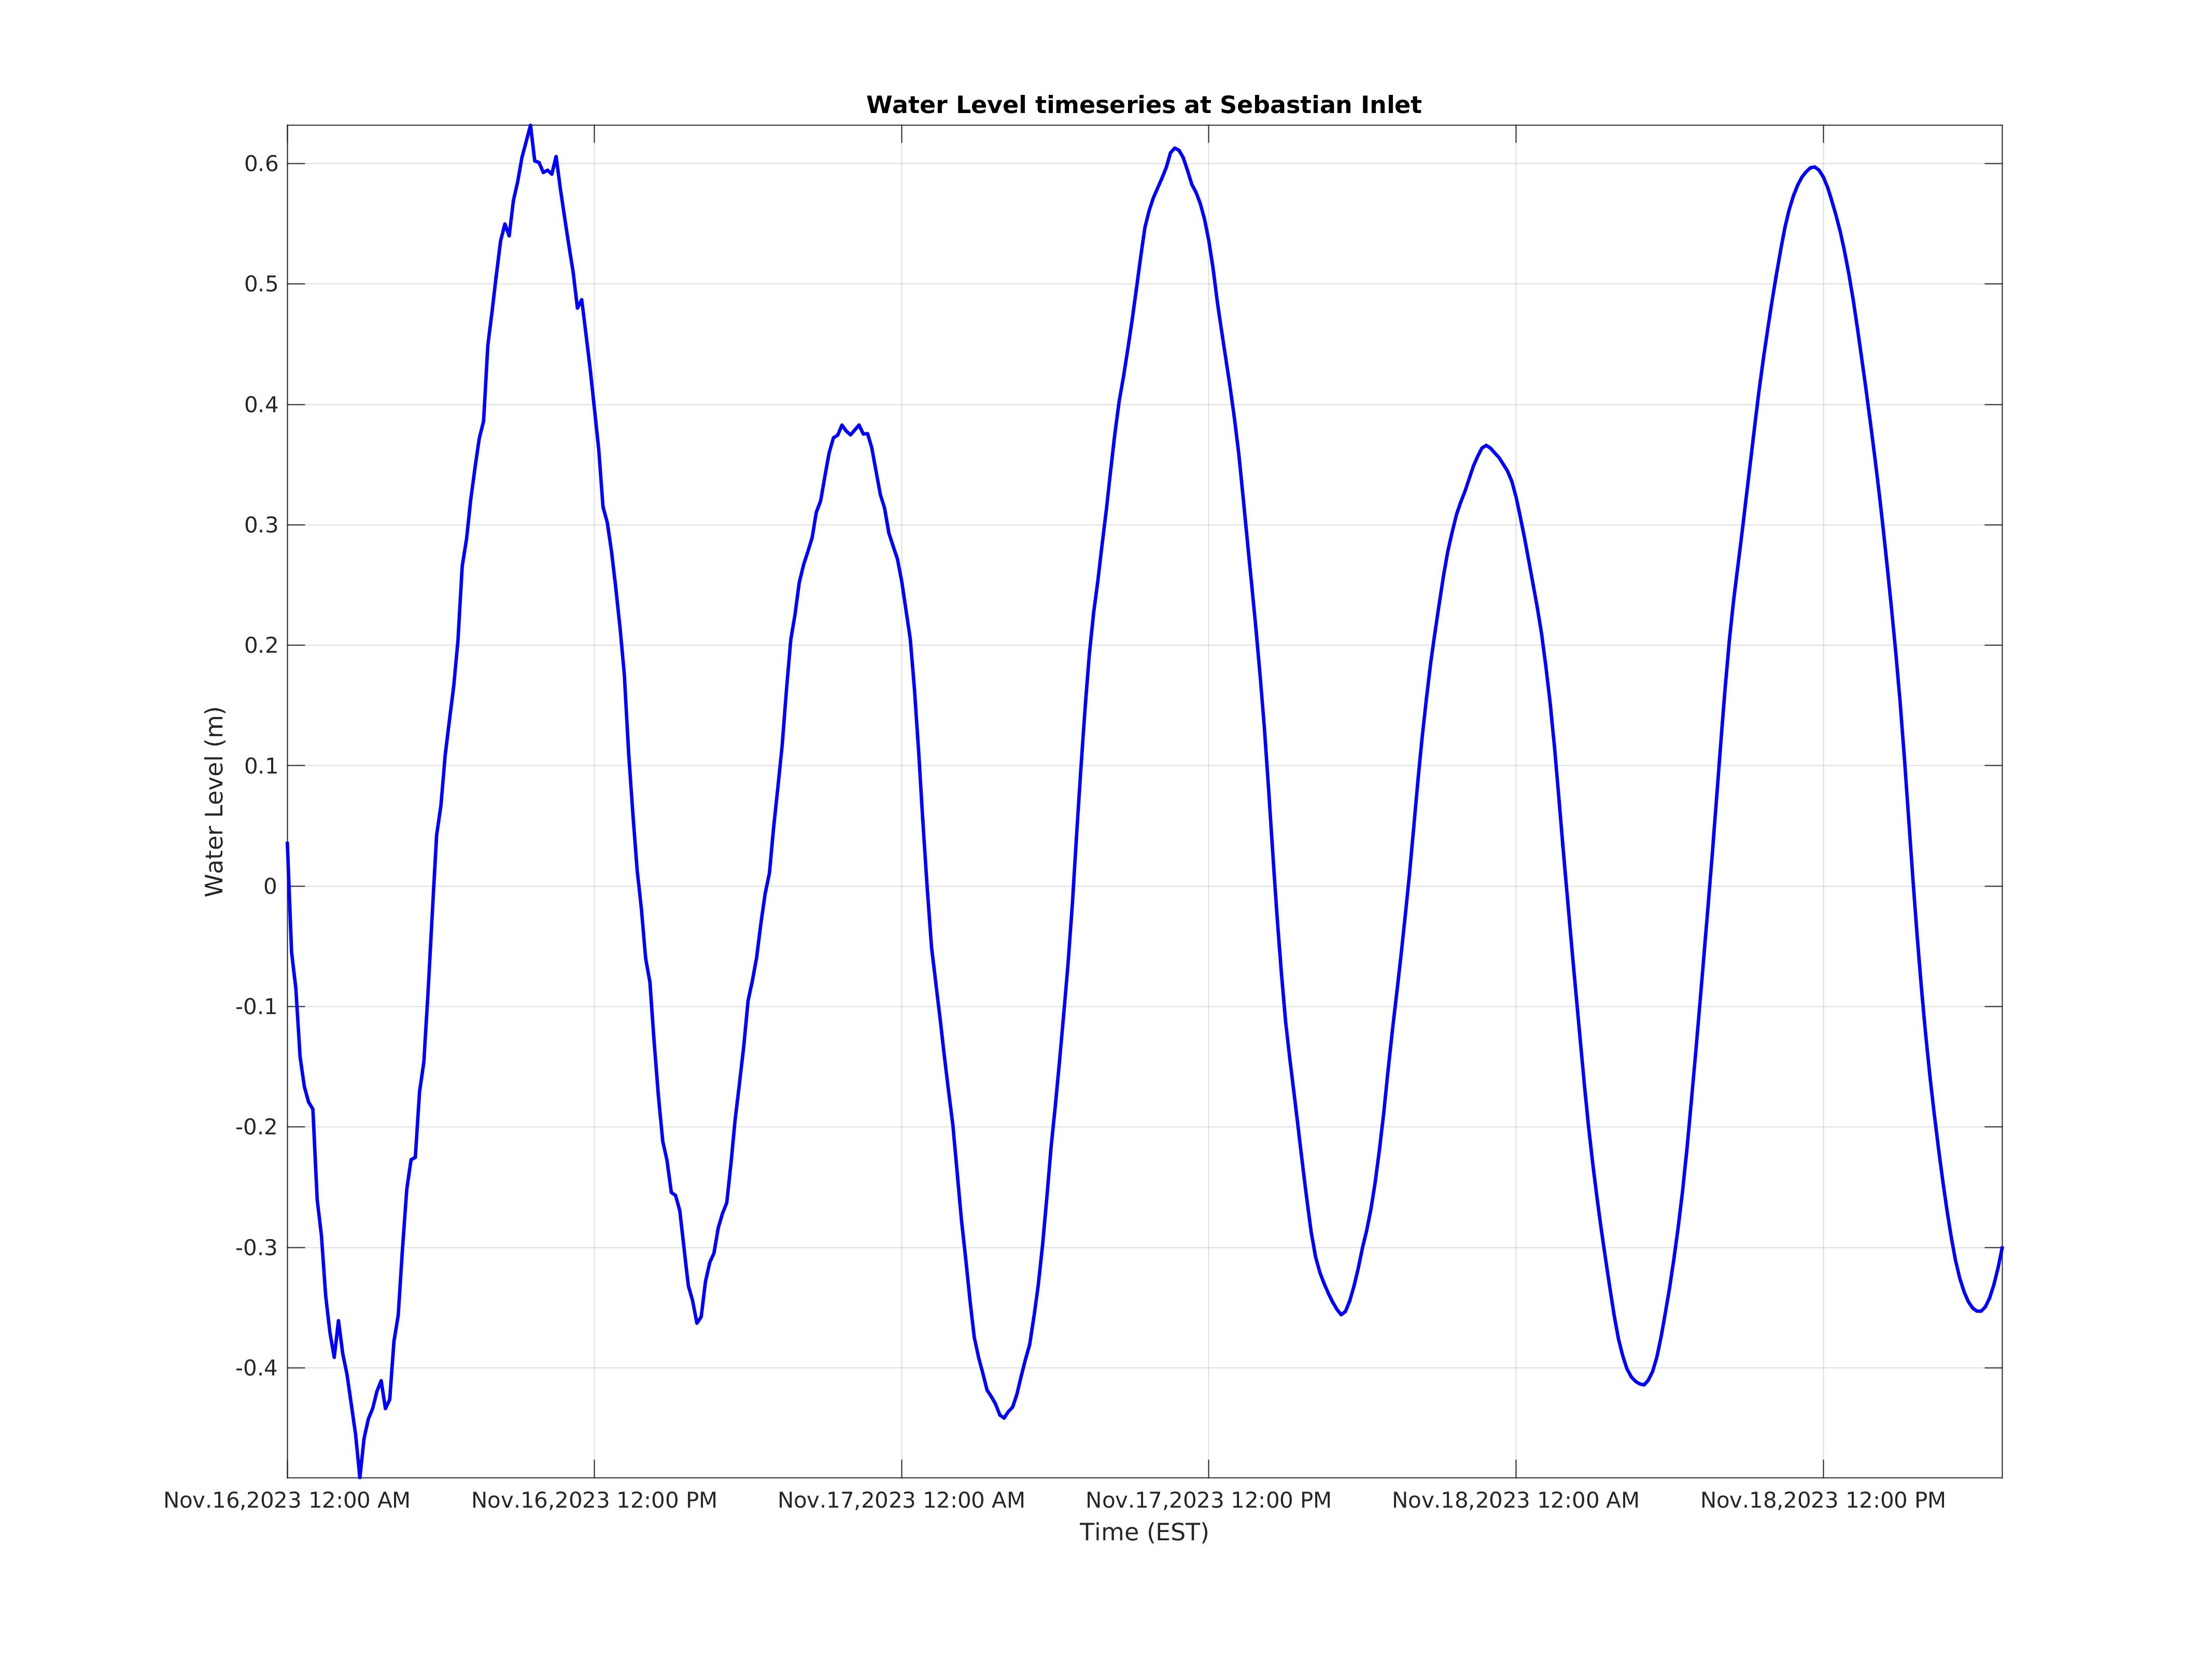 Water Level timeseries at Sebastian Inlet
0.6
0.5
0.4
0.3
0.2
0.1
0
-0.1
-0.2
-0.3
-0.4
Water Level (m)
Nov.16,2023 12:00 AM Nov.16,2023 12:00 PM Nov.17,2023 12:00 AM Nov.17,2023 12:00 PM Nov.18,2023 12:00 AM Nov.18,2023 12:00 PM
Time (EST)